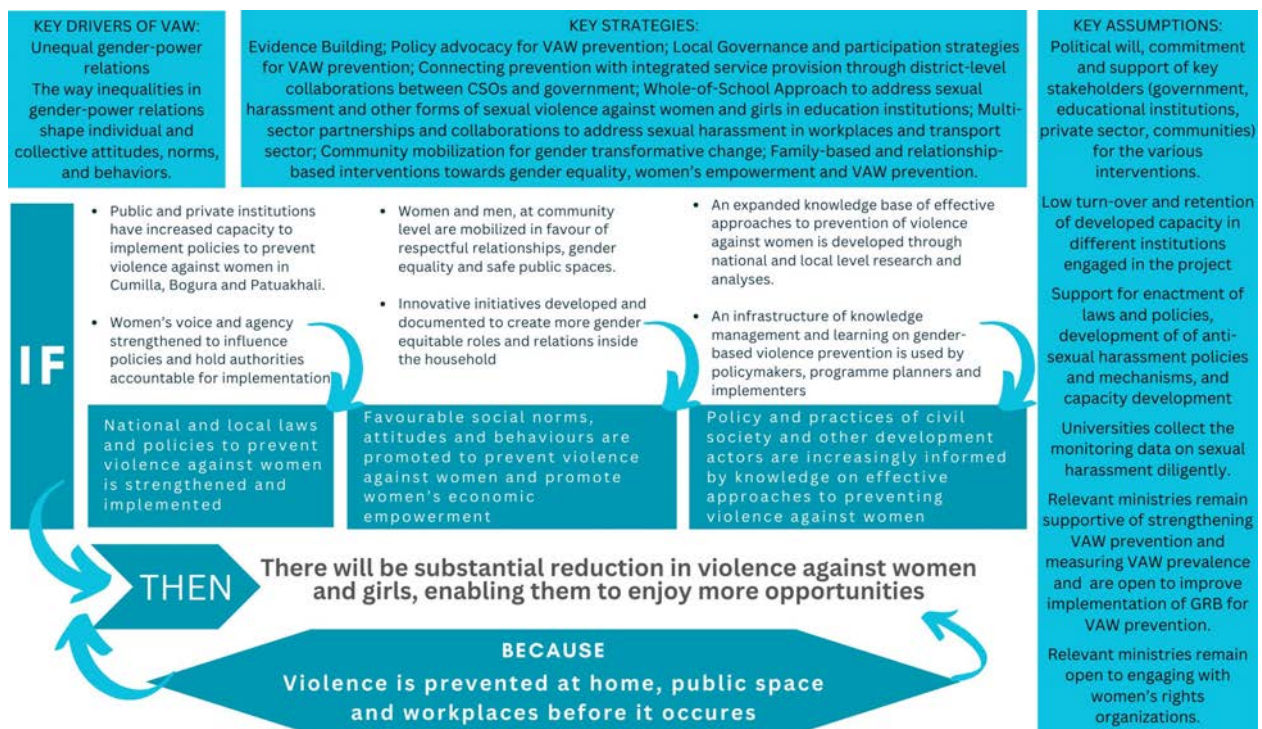 KEY DRIVERS OF VAW:
Unequal gender-power
relations
The way inequalities in
gender-power relations
shape individual and
collective attitudes, norms,
and behaviors.
KEY STRATEGIES:
Evidence Building; Policy advocacy for VAW prevention; Local Governance and participation strategies
for VAW prevention; Connecting prevention with integrated service provision through district-level
collaborations between CSOs and government; Whole-of-School Approach to address sexual
harassment and other forms of sexual violence against women and girls in education institutions; Multi-
sector partnerships and collaborations to address sexual harassment in workplaces and transport
sector; Community mobilization for gender transformative change; Family-based and relationship-
based interventions towards gender equality, women's empowerment and VAW prevention.
KEY ASSUMPTIONS:
Political will, commitment
and support of key
stakeholders (government,
educational institutions,
private sector, communities)
for the various
interventions.
Low turn-over and retention
of developed capacity in
different institutions
engaged in the project
Support for enactment of
laws and policies,
development of of anti-
sexual harassment policies
and mechanisms, and
capacity development
Universities collect the
monitoring data on sexual
harassment diligently.
Relevant ministries remain
supportive of strengthening
VAW prevention and
measuring VAW prevalence
and are open to improve
implementation of GRB for
VAW prevention.
Relevant ministries remain
open to engaging with
women's rights
organizations.
IF
• Public and private institutions
have increased capacity to
implement policies to prevent
violence against women in
Cumilla, Bogura and Patuakhali.
• Women's voice and agency
strengthened to influence
policies and hold authorities
accountable for implementation
• Women and men, at community
level are mobilized in favour of
respectful relationships, gender
equality and safe public spaces.
• Innovative initiatives developed and
documented to create more gender
equitable roles and relations inside
the household
• An expanded knowledge base of effective
approaches to prevention of violence
against women is developed through
national and local level research and
analyses.
• An infrastructure of knowledge
management and learning on gender-
based violence prevention is used by
policymakers, programme planners and
implementers
National and local laws
and policies to prevent
violence against women
is strengthened and
implemented
Favourable social norms,
attitudes and behaviours are
promoted to prevent violence
against women and promote
women's economic
empowerment
Policy and practices of civil
society and other development
actors are increasingly informed
by knowledge on effective
approaches to preventing
violence against women
THEN
There will be substantial reduction in violence against women
and girls, enabling them to enjoy more opportunities
BECAUSE
Violence is prevented at home, public space
and workplaces before it occures